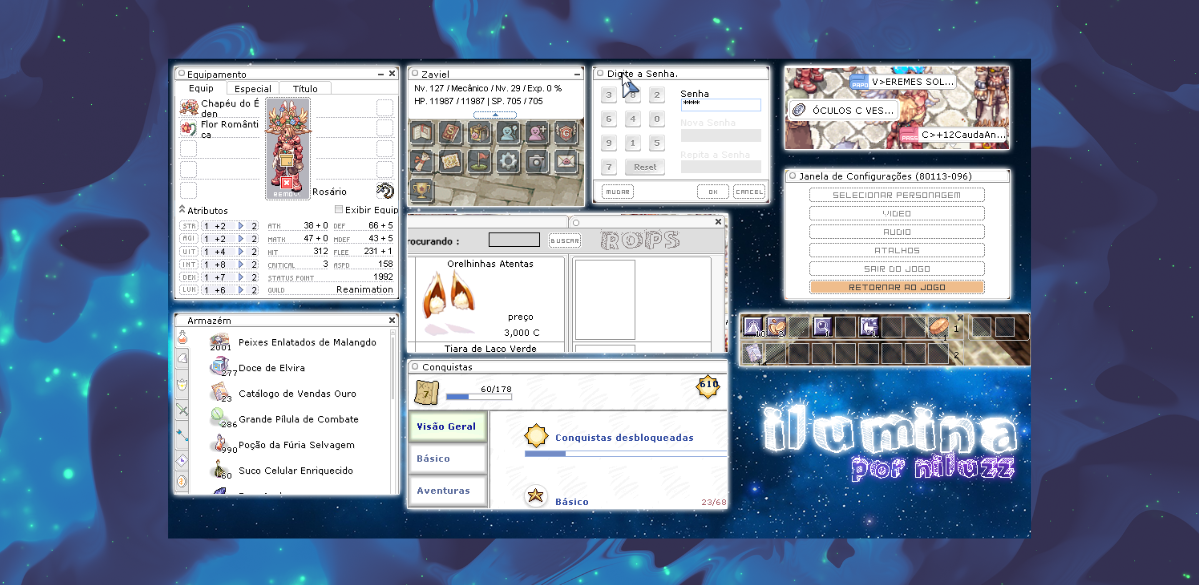 Equipamento
Equip
Especial
Título
Chapéu do É
den
Flor Românti
ca
REMO
Rosário
Atributos
Exibir Equip
STR 1 +2 2 ATK 38 + 0 DEF 66 + 5
AGI 1 +2 2 MATK 47 + 0 MDEF 43 + 5
VIT 1 +4 2 HIT 312 FLEE 231 + 1
INT 1 +8 2 CRITICAL 3 ASPD 158
DEX 1 +7 2 STATUS POINT 1992
LUK 1 +6 2 GUILD Reanimation
Zaviel
Nv. 127 / Mecânico / Nv. 29 / Exp. 0 %
HP. 11987 / 11987 | SP. 705 / 705
Digite a Senha.
3 8 2
6 4 0
9 1 5
7 Reset
Senha
****
Nova Senha
Repita a Senha
MUDAR
OK
CANCEL
V>EREMES SOL...
ÓCULOS C VES...
C>+12CaudaAn...
Janela de Configurações (80113-096)
SELECIONAR PERSONAGEM
VIDEO
AUDIO
ATALHOS
SAIR DO JOGO
RETORNAR AO JOGO
rocurando :
BUSCAR
ROPS
Orelhinhas Atentas
preço
3,000 C
Tiara de Laco Verde
Armazém
2001 Peixes Enlatados de Malangdo
277 Doce de Elvira
23 Catálogo de Vendas Ouro
286 Grande Pílula de Combate
990 Poção da Fúria Selvagem
60 Suco Celular Enriquecido
Conquistas
7
60/178
610
Visão Geral
Básico
Aventuras
Conquistas desbloqueadas
Básico
23/68
1
2
ilumina
por niluzz